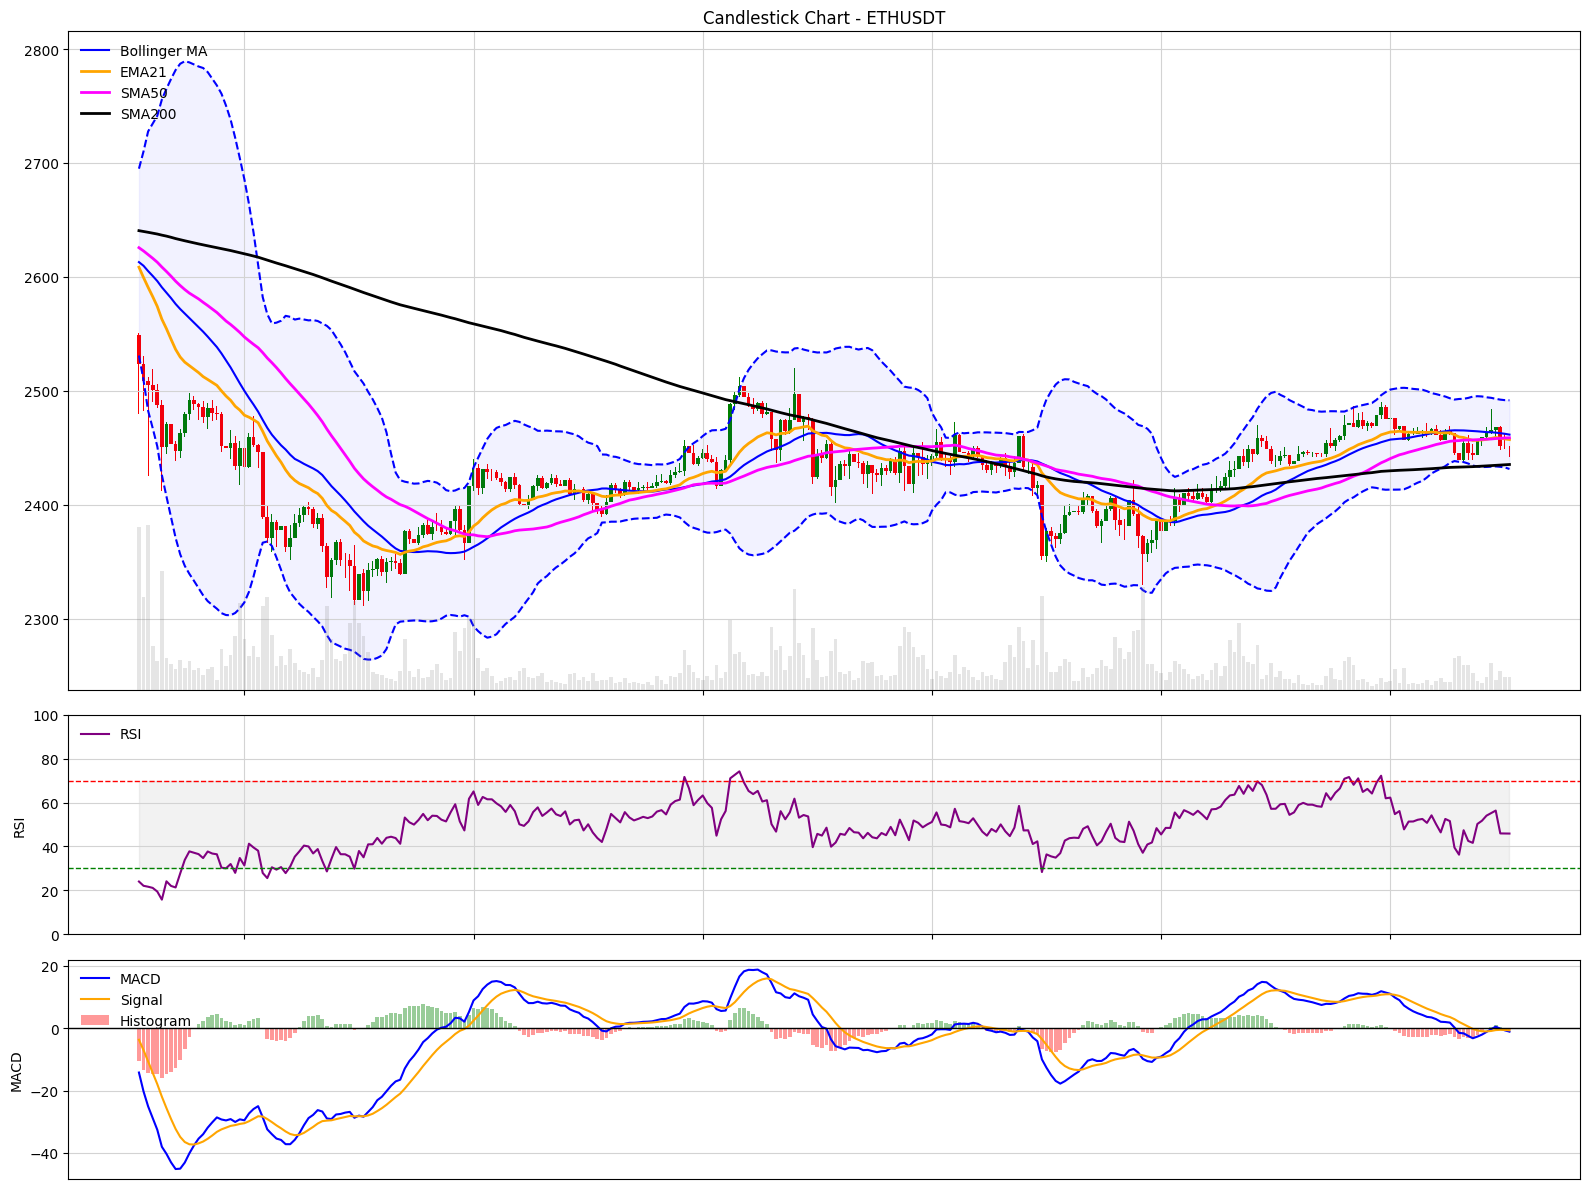 Candlestick Chart - ETHUSDT
2800
2700
2600
2500
2400
2300
Bollinger MA
EMA21
SMA50
SMA200
100
80
60
40
20
0
RSI
RSI
20
0
−20
−40
MACD
MACD
Signal
Histogram